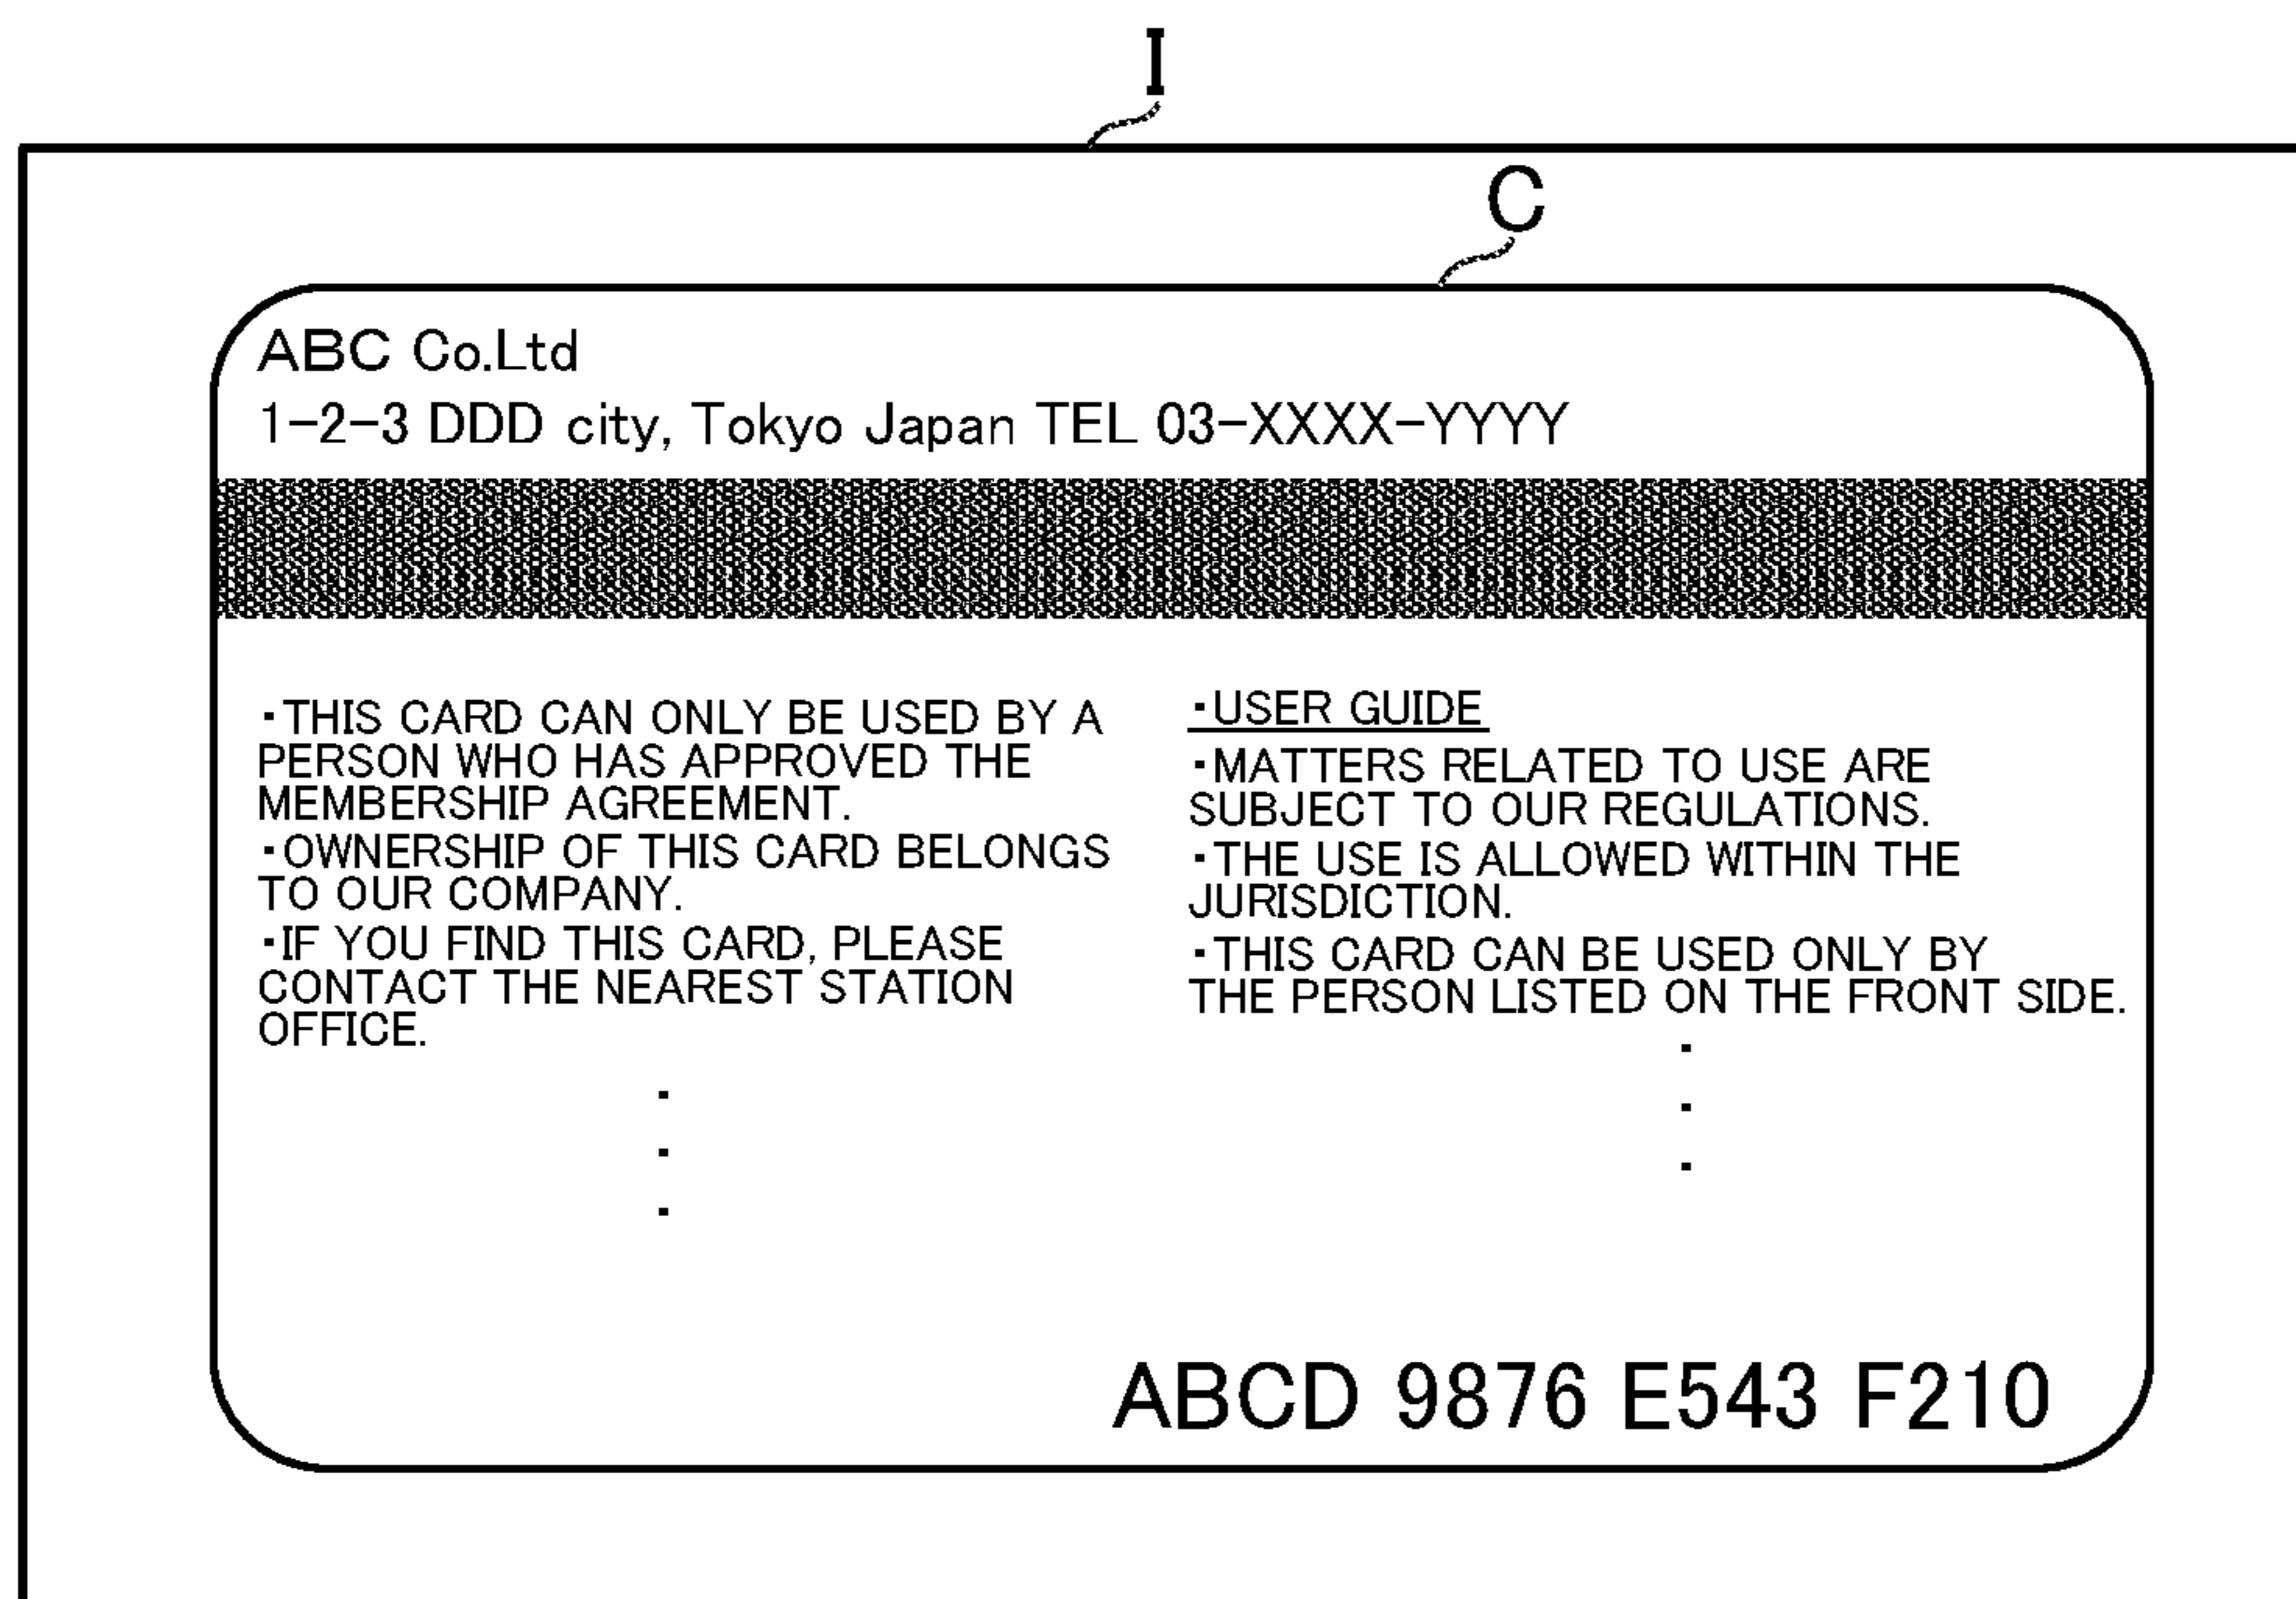 I
C
ABC Co.Ltd
1-2-3 DDD city, Tokyo Japan TEL 03-XXXX-YYYY
・THIS CARD CAN ONLY BE USED BY A
PERSON WHO HAS APPROVED THE
MEMBERSHIP AGREEMENT.
・OWNERSHIP OF THIS CARD BELONGS
TO OUR COMPANY.
・IF YOU FIND THIS CARD, PLEASE
CONTACT THE NEAREST STATION
OFFICE.
・USER GUIDE
・MATTERS RELATED TO USE ARE
SUBJECT TO OUR REGULATIONS.
・THE USE IS ALLOWED WITHIN THE
JURISDICTION.
・THIS CARD CAN BE USED ONLY BY
THE PERSON LISTED ON THE FRONT SIDE.
ABCD 9876 E543 F210